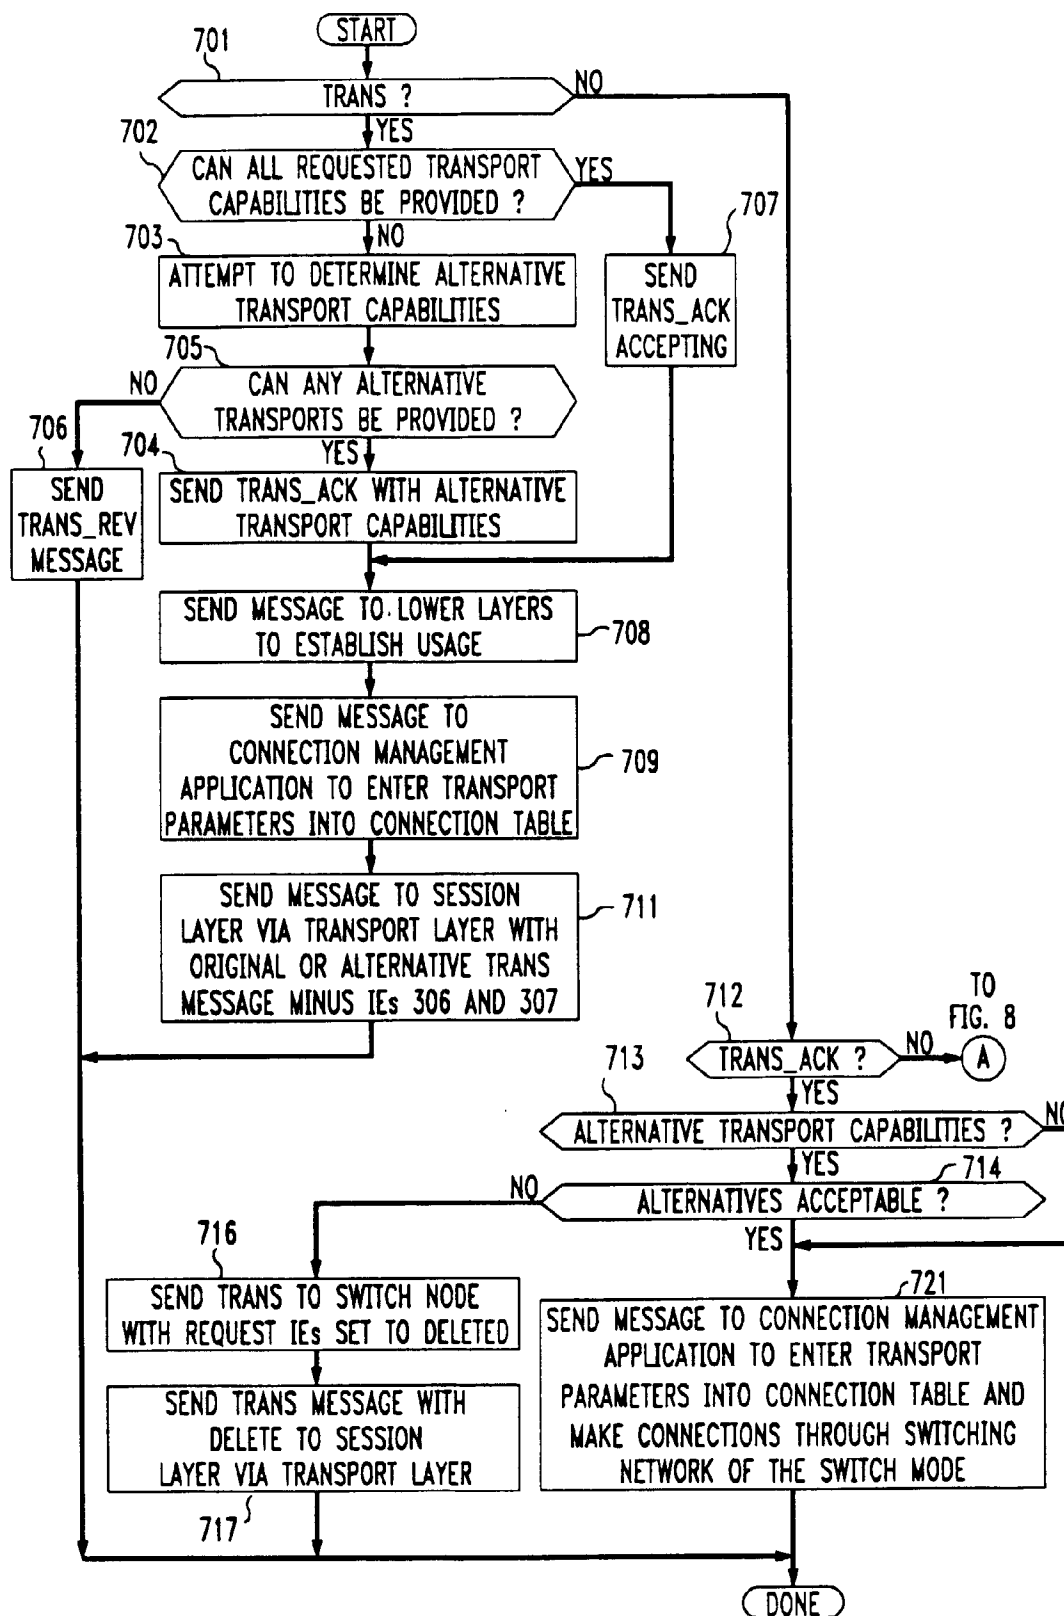 START
701
TRANS ?
NO
YES
702
CAN ALL REQUESTED TRANSPORT
CAPABILITIES BE PROVIDED ?
YES
NO
703
ATTEMPT TO DETERMINE ALTERNATIVE
TRANSPORT CAPABILITIES
707
SEND
TRANS_ACK
ACCEPTING
705
CAN ANY ALTERNATIVE
TRANSPORTS BE PROVIDED ?
NO
YES
706
SEND
TRANS_REV
MESSAGE
704
SEND TRANS_ACK WITH ALTERNATIVE
TRANSPORT CAPABILITIES
SEND MESSAGE TO LOWER LAYERS
TO ESTABLISH USAGE
708
SEND MESSAGE TO
CONNECTION MANAGEMENT
APPLICATION TO ENTER TRANSPORT
PARAMETERS INTO CONNECTION TABLE
709
SEND MESSAGE TO SESSION
LAYER VIA TRANSPORT LAYER WITH
ORIGINAL OR ALTERNATIVE TRANS
MESSAGE MINUS IEs 306 AND 307
711
712
TRANS_ACK ?
NO
TO
FIG. 8
A
YES
713
ALTERNATIVE TRANSPORT CAPABILITIES ?
NO
YES
714
ALTERNATIVES ACCEPTABLE ?
NO
YES
716
SEND TRANS TO SWITCH NODE
WITH REQUEST IEs SET TO DELETED
SEND TRANS MESSAGE WITH
DELETE TO SESSION
LAYER VIA TRANSPORT LAYER
717
721
SEND MESSAGE TO CONNECTION MANAGEMENT
APPLICATION TO ENTER TRANSPORT
PARAMETERS INTO CONNECTION TABLE AND
MAKE CONNECTIONS THROUGH SWITCHING
NETWORK OF THE SWITCH MODE
DONE